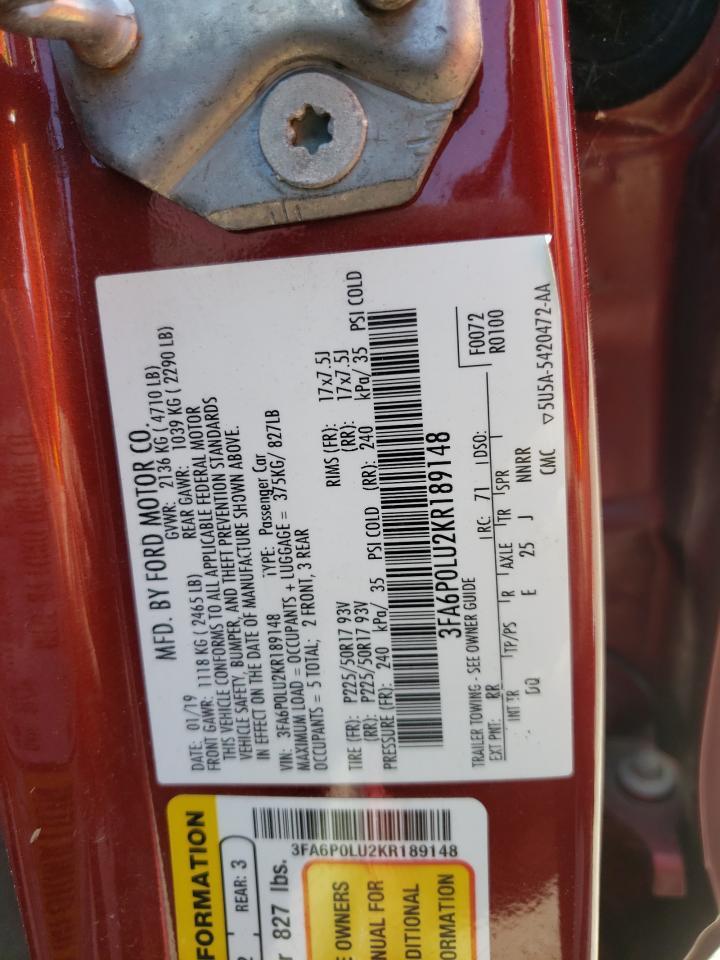 MFD. BY FORD MOTOR CO.
DATE: 01/19 GVWR: 2136 KG ( 4710 LB)
FRONT GAWR: 1118 KG ( 2465 LB) REAR GAWR: 1039 KG ( 2290 LB)
THIS VEHICLE CONFORMS TO ALL APPLICABLE FEDERAL MOTOR
VEHICLE SAFETY, BUMPER, AND THEFT PREVENTION STANDARDS
IN EFFECT ON THE DATE OF MANUFACTURE SHOWN ABOVE.
VIN: 3FA6P0LU2KR189148 TYPE: Passenger Car
MAXIMUM LOAD = OCCUPANTS + LUGGAGE = 375KG/ 827LB
OCCUPANTS = 5 TOTAL; 2 FRONT, 3 REAR
TIRE (FR): P225/50R17 93V RIMS (FR): 17x7.5J
(RR): P225/50R17 93V (RR): 17x7.5J
PRESSURE (FR): 240 kPa/ 35 PSI COLD (RR): 240 kPa/ 35 PSI COLD
3FA6P0LU2KR189148
F0072
R0100
TRAILER TOWING - SEE OWNER GUIDE
EXT PNT: RR RC: 71 DSO:
INT TR TP/PS R AXLE TR SPR
DQ E 25 J NNRR
CMC ▽5U5A-5420472-AA
3FA6P0LU2KR189148
FORMATION
REAR: 3
827 lbs.
OWNERS
NUAL FOR
DITIONAL
ORMATION